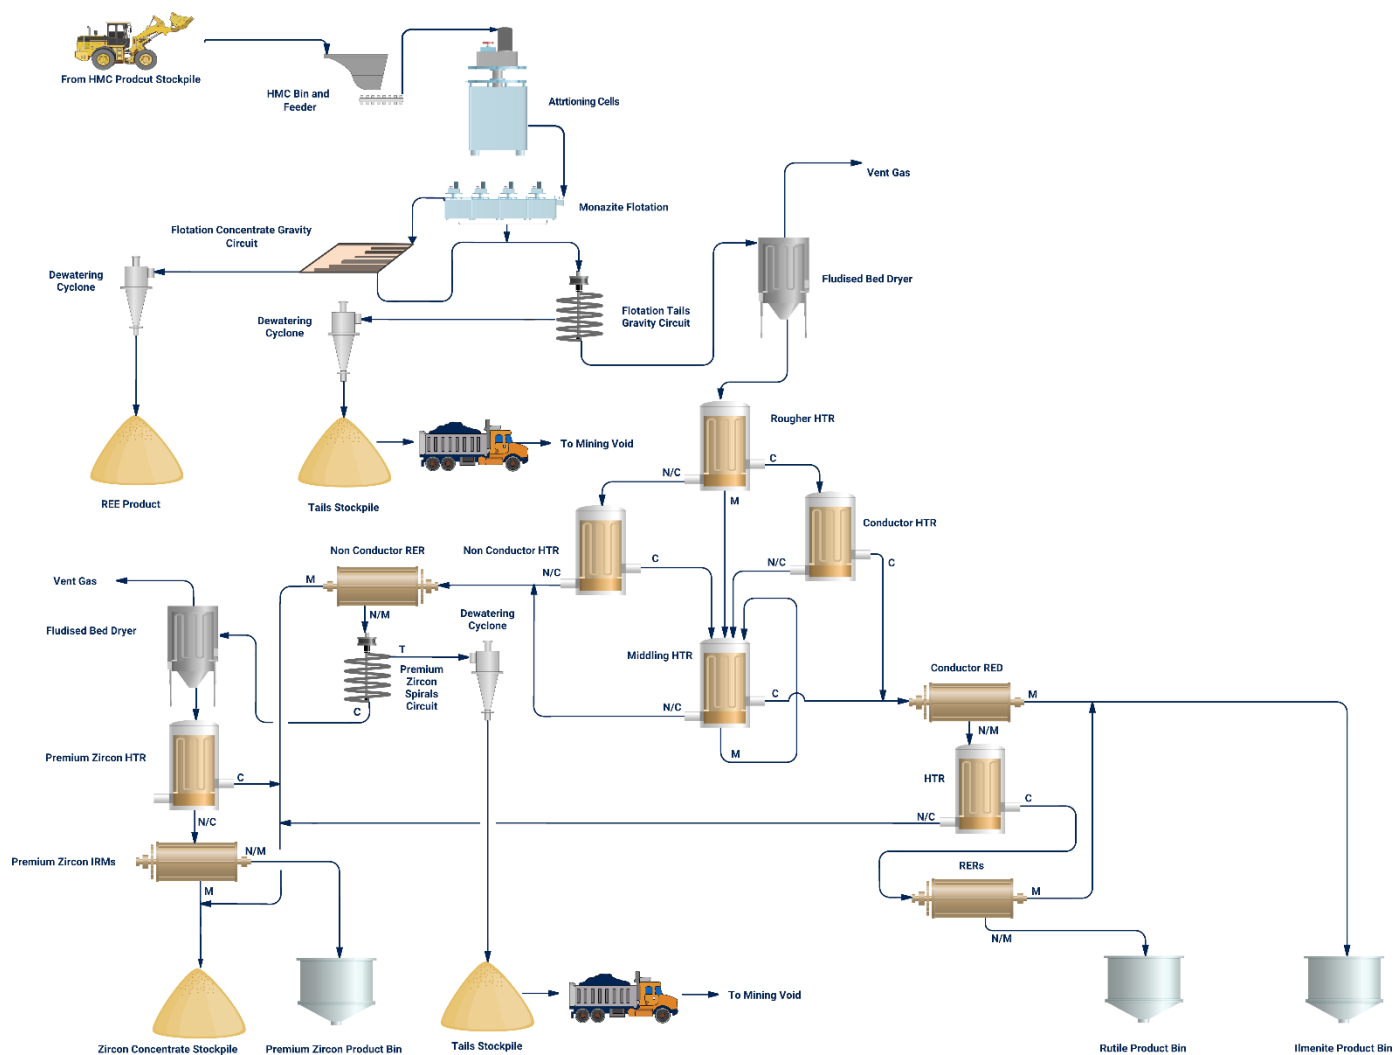 From HMC Prodcut Stockpile
HMC Bin and
Feeder
Attrtioning Cells
Vent Gas
Monazite Flotation
Flotation Concentrate Gravity
Circuit
Dewatering
Cyclone
Fludised Bed Dryer
Dewatering
Cyclone
Flotation Tails
Gravity Circuit
Rougher HTR
To Mining Void
C
N/C
M
REE Product
Tails Stockpile
Conductor HTR
Non Conductor RER
Non Conductor HTR
C
C
N/C
N/C
M
Vent Gas
N/M
Dewatering
Cyclone
Fludised Bed Dryer
T
Premium
Zircon
Spirals
Circuit
Middling HTR
Conductor RED
C
M
N/C
C
N/M
M
Premium Zircon HTR
C
HTR
C
N/C
N/C
N/M
Premium Zircon IRMs
RERs
M
M
N/M
To Mining Void
Zircon Concentrate Stockpile
Premium Zircon Product Bin
Tails Stockpile
Rutile Product Bin
Ilmenite Product Bin